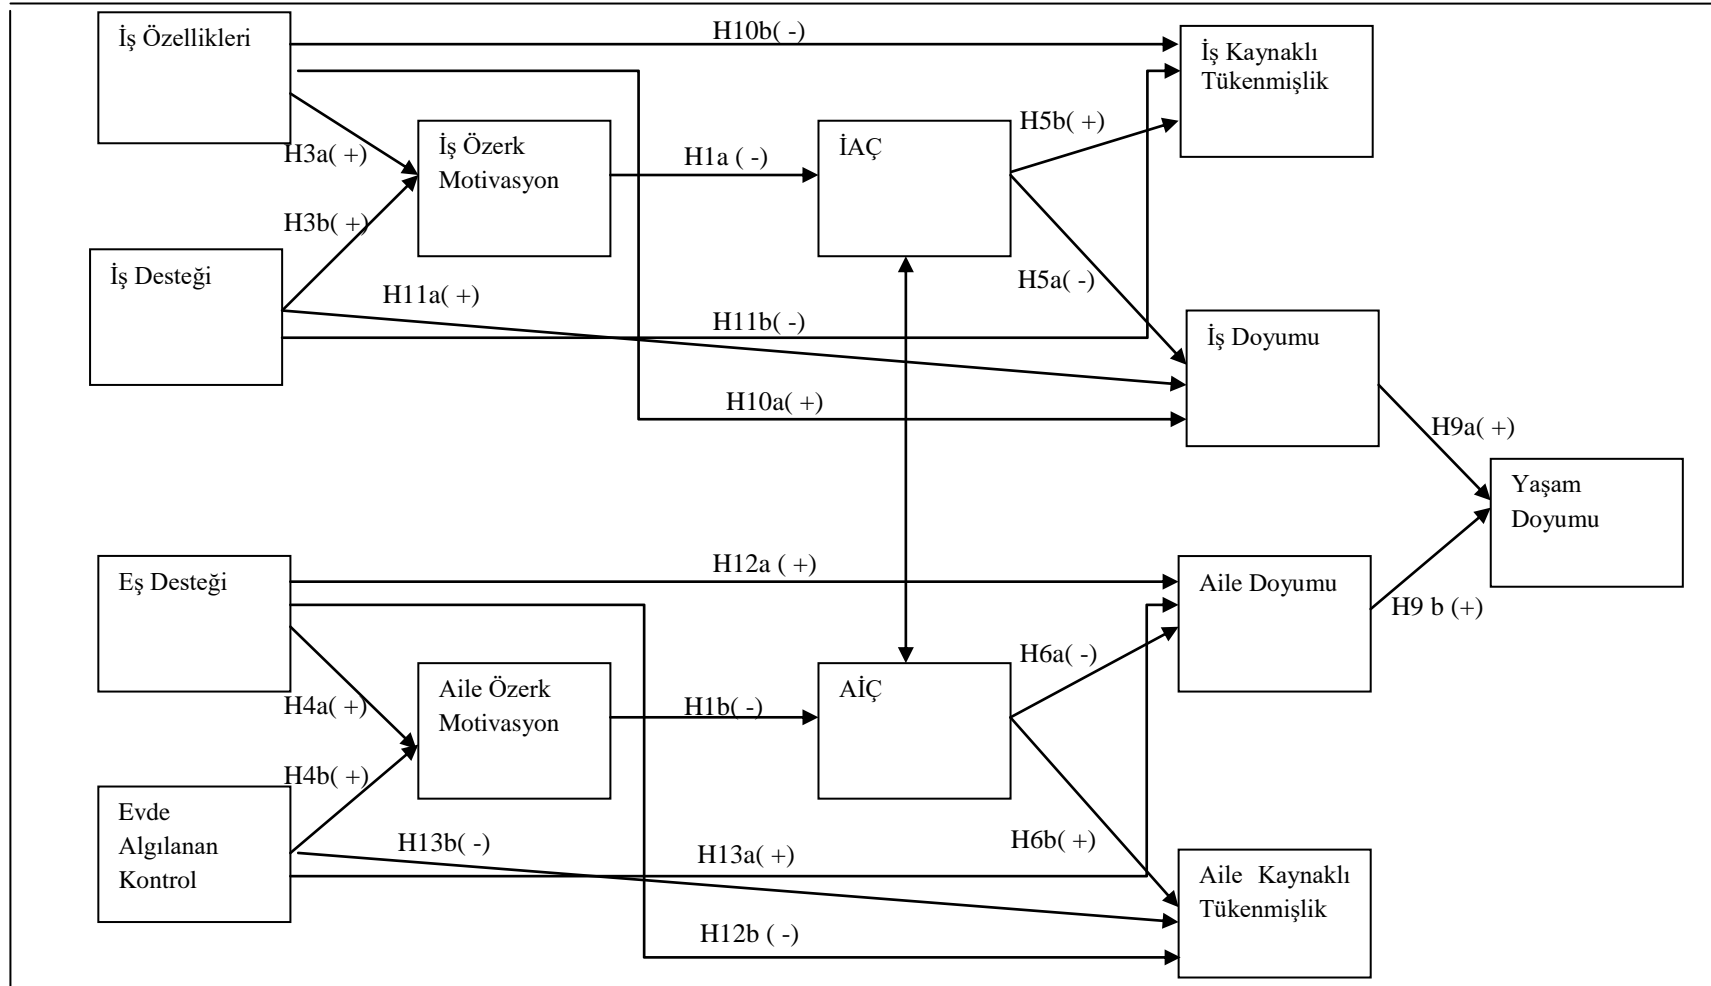 İş Özellikleri
H10b( -)
İş Kaynaklı
Tükenmişlik
H3a( +)
İş Özerk
Motivasyon
H1a ( -)
İAÇ
H5b( +)
H3b( +)
İş Desteği
H11a( +)
H11b( -)
H5a( -)
İş Doyumu
H10a( +)
H9a( +)
Yaşam
Doyumu
Eş Desteği
H12a ( +)
Aile Doyumu
H9 b (+)
H4a( +)
Aile Özerk
Motivasyon
H1b( -)
AİÇ
H6a( -)
H4b( +)
Evde
Algılanan
Kontrol
H13b( -)
H13a( +)
H6b( +)
Aile Kaynaklı
Tükenmişlik
H12b ( -)